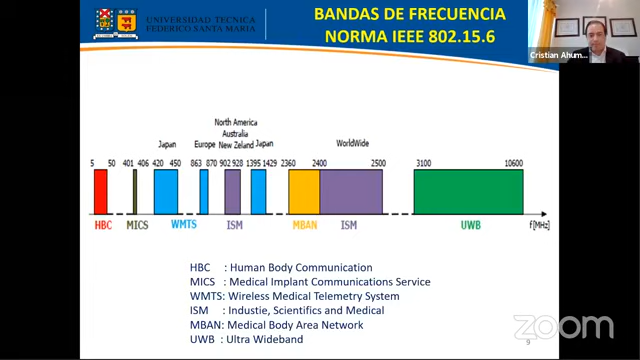 UNIVERSIDAD TECNICA
FEDERICO SANTA MARIA
BANDAS DE FRECUENCIA
NORMA IEEE 802.15.6
Cristian Ahum...
North America
Australia
Japan Europe New Zeland Japan WorldWide
5 50 401 406 420 450 863 870 902 928 1395 1429 2360 2400 2500 3100 10600
HBC MICS WMTS ISM MBAN ISM UWB f[MHz]
HBC : Human Body Communication
MICS : Medical Implant Communications Service
WMTS: Wireless Medical Telemetry System
ISM : Industie, Scientifics and Medical
MBAN: Medical Body Area Network
UWB : Ultra Wideband
zoom
9